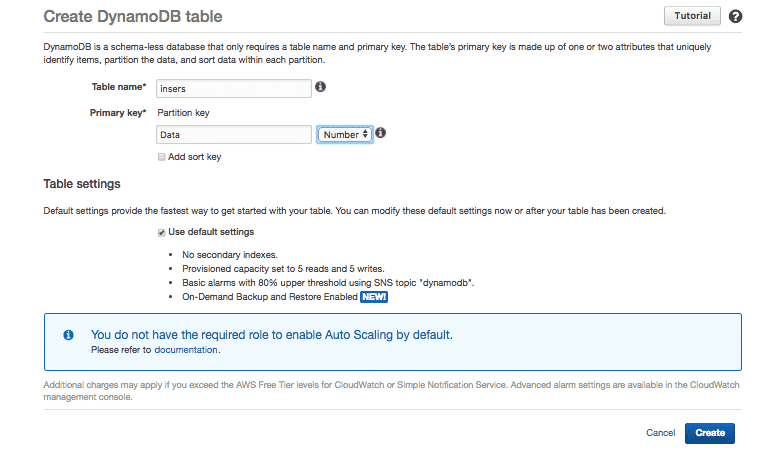 Create DynamoDB table
Tutorial
DynamoDB is a schema-less database that only requires a table name and primary key. The table's primary key is made up of one or two attributes that uniquely
identify items, partition the data, and sort data within each partition.
Table name*
insers
Primary key*
Partition key
Data
Number
Add sort key
Table settings
Default settings provide the fastest way to get started with your table. You can modify these default settings now or after your table has been created.
Use default settings
• No secondary indexes.
• Provisioned capacity set to 5 reads and 5 writes.
• Basic alarms with 80% upper threshold using SNS topic "dynamodb".
• On-Demand Backup and Restore Enabled NEW!
You do not have the required role to enable Auto Scaling by default.
Please refer to documentation.
Additional charges may apply if you exceed the AWS Free Tier levels for CloudWatch or Simple Notification Service. Advanced alarm settings are available in the CloudWatch
management console.
Cancel
Create